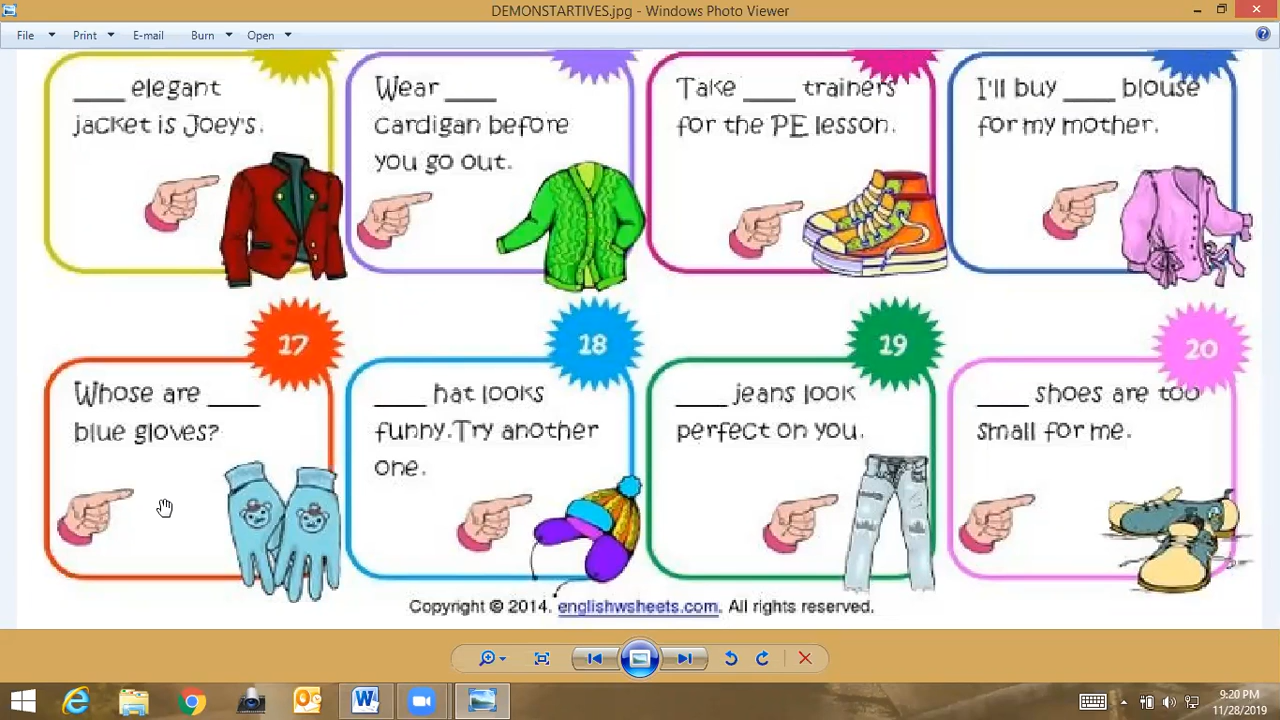 DEMONSTARTIVES.jpg - Windows Photo Viewer
File Print E-mail Burn Open
____ elegant
jacket is Joey's.
Wear ____
cardigan before
you go out.
Take ____ trainers
for the PE lesson.
I'll buy ____ blouse
for my mother.
17
Whose are ____
blue gloves?
18
____ hat looks
funny.Try another
one.
19
____ jeans look
perfect on you.
20
____ shoes are too
small for me.
Copyright © 2014. englishwsheets.com. All rights reserved.
9:20 PM
11/28/2019